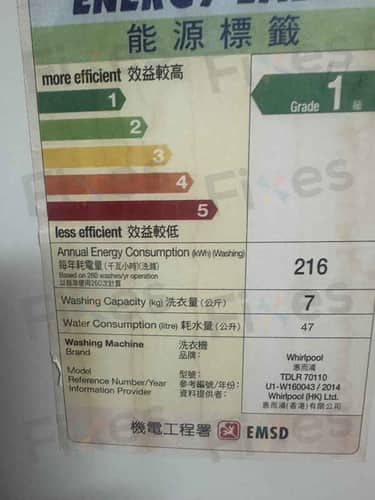 ENERGY LABEL
能源標籤
more efficient 效益較高
1
2
3
4
5
less efficient 效益較低
Grade 1 級
Annual Energy Consumption (kWh) (Washing)
每年耗電量 (千瓦小時)(洗滌)
Based on 260 washes/yr operation
以每年使用260次計算
216
Washing Capacity (kg) 洗衣量 (公斤)
7
Water Consumption (litre) 耗水量 (公升)
47
Washing Machine 洗衣機
Brand 品牌:
Whirlpool
惠而浦
Model 型號:
TDLR 70110
Reference Number/Year 參考編號/年份:
U1-W160043 / 2014
Information Provider 資料提供者:
Whirlpool (HK) Ltd.
惠而浦(香港)有限公司
機電工程署 EMSD
Fixes